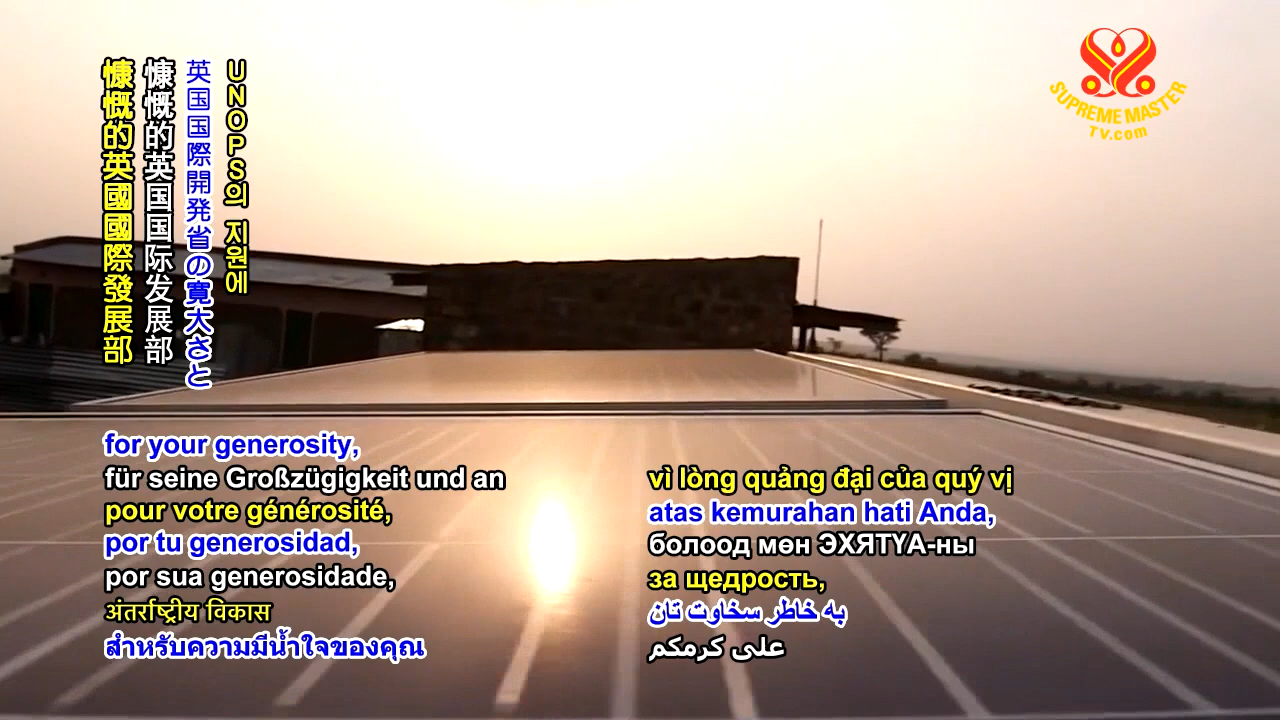 慷慨的英國國際發展部
慷慨的英国国际发展部
英国国際開発省の寛大さと
UNOPS의 지원에
SUPREME MASTER
TV.com
for your generosity,
für seine Großzügigkeit und an
pour votre générosité,
por tu generosidad,
por sua generosidade,
अंतर्राष्ट्रीय विकास
สำหรับความมีน้ำใจของคุณ
vì lòng quảng đại của quý vị
atas kemurahan hati Anda,
болоод мөн ЭХЯТҮА-ны
за щедрость,
به خاطر سخاوت تان
على كرمكم